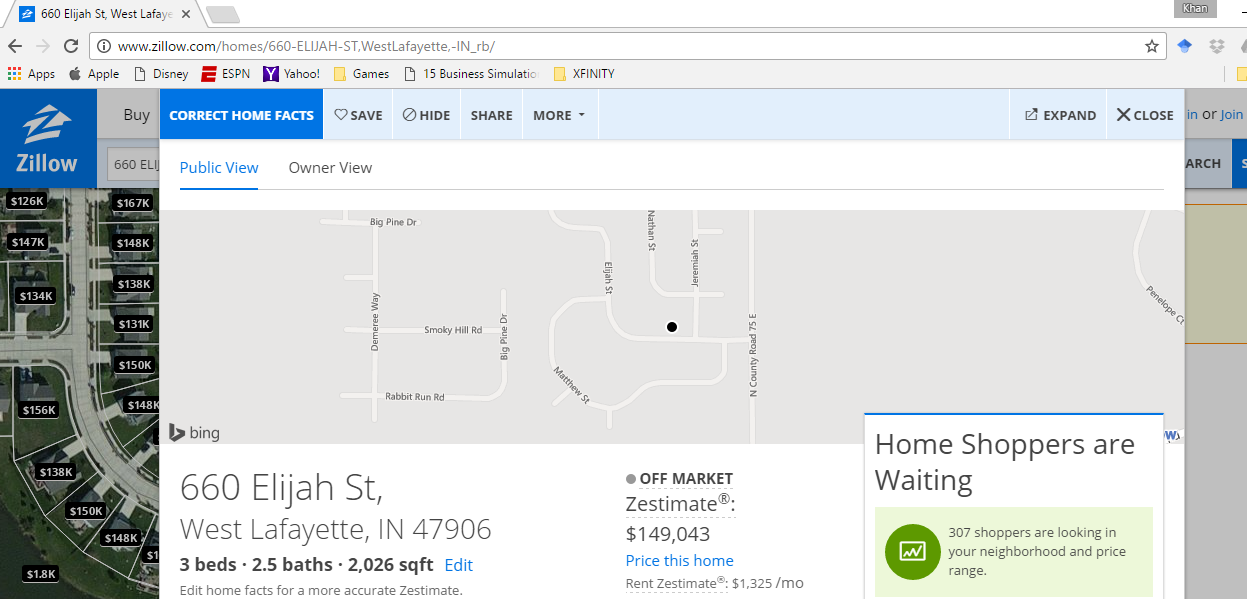 Khan
660 Elijah St, West Lafaye
www.zillow.com/homes/660-ELIJAH-ST,WestLafayette,-IN_rb/
Apps Apple Disney ESPN Yahoo! Games 15 Business Simulatio XFINITY
Zillow
Buy
660 ELIJ
CORRECT HOME FACTS SAVE HIDE SHARE MORE EXPAND CLOSE
in or Join
ARCH
S
Public View Owner View
$126K
$167K
$147K
$148K
$134K
$138K
$131K
$150K
$156K
$148K
$138K
$150K
$148K
$1
$1.8K
Big Pine Dr
Nathan St
Jeremiah St
Elijah St
Penelope Ct
Demeree Way
Smoky Hill Rd
Big Pine Dr
N County Road 75 E
Matthew St
Rabbit Run Rd
bing
660 Elijah St,
West Lafayette, IN 47906
3 beds · 2.5 baths · 2,026 sqft Edit
Edit home facts for a more accurate Zestimate.
OFF MARKET
Zestimate®:
$149,043
Price this home
Rent Zestimate®: $1,325 /mo
Home Shoppers are
Waiting
307 shoppers are looking in
your neighborhood and price
range.